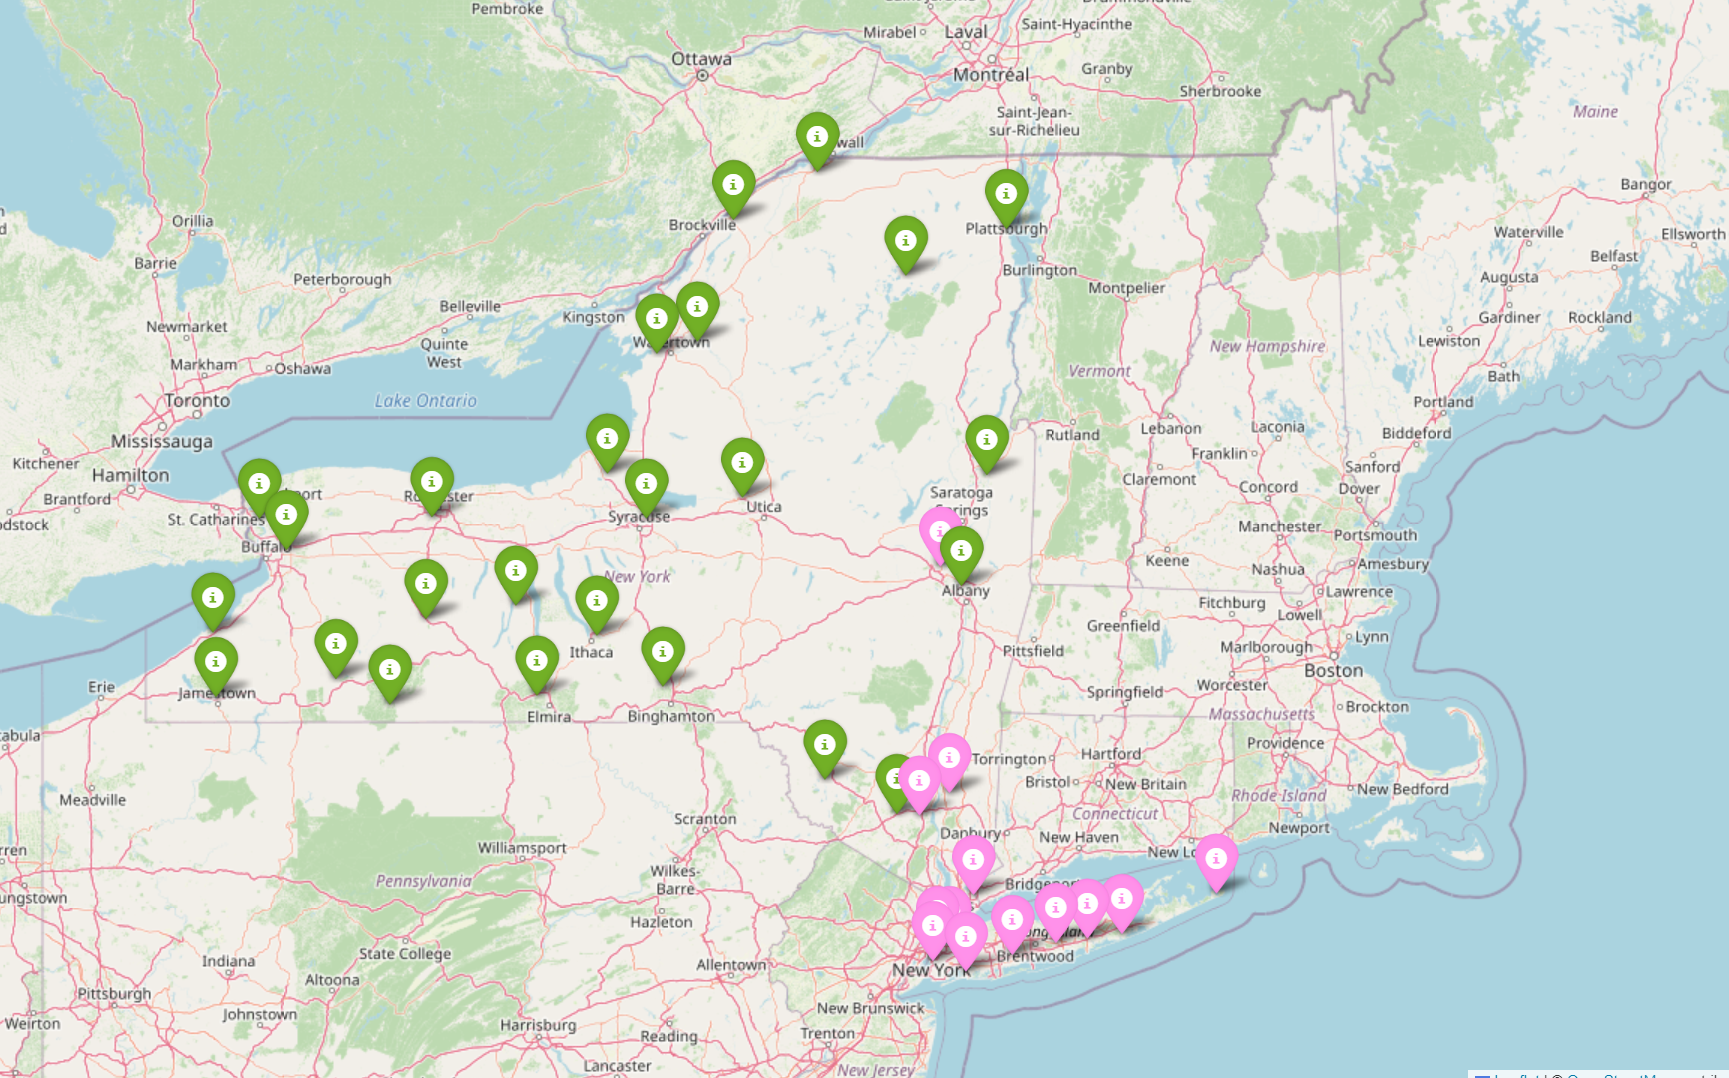 Pembroke
Drummondville
Saint-Hyacinthe
Mirabel
Laval
Ottawa
Montréal
Granby
Sherbrooke
Saint-Jean-
sur-Richelieu
Maine
wall
Bangor
Orillia
Brockville
Plattsburgh
Waterville
Ellsworth
Barrie
Peterborough
Burlington
Belfast
Augusta
Montpelier
Belleville
Kingston
Gardiner
Rockland
Newmarket
Quinte
West
Watertown
New Hampshire
Lewiston
Markham
Oshawa
Vermont
Bath
Toronto
Lake Ontario
Portland
Mississauga
Rutland
Lebanon
Laconia
Biddeford
Kitchener
Hamilton
Franklin
Sanford
Claremont
Concord
Dover
Brantford
port
Rochester
Saratoga
Springs
St. Catharines
Syracuse
Utica
Manchester
Portsmouth
dstock
Buffalo
Keene
Nashua
Amesbury
New York
Albany
Lawrence
Fitchburg
Lowell
Greenfield
Lynn
Ithaca
Pittsfield
Marlborough
Boston
Erie
Jamestown
Springfield
Worcester
Elmira
Binghamton
Massachusetts
Brockton
tabula
Hartford
Providence
Torrington
Bristol
New Britain
New Bedford
Meadville
Rhode Island
Scranton
Connecticut
Newport
Danbury
New Haven
Williamsport
New Lo
Wilkes-
Barre
Pennsylvania
Bridgeport
ungstown
Hazleton
State College
Brentwood
Indiana
Allentown
New York
Altoona
Pittsburgh
New Brunswick
Johnstown
Weirton
Harrisburg
Reading
Trenton
Lancaster
New Jersey